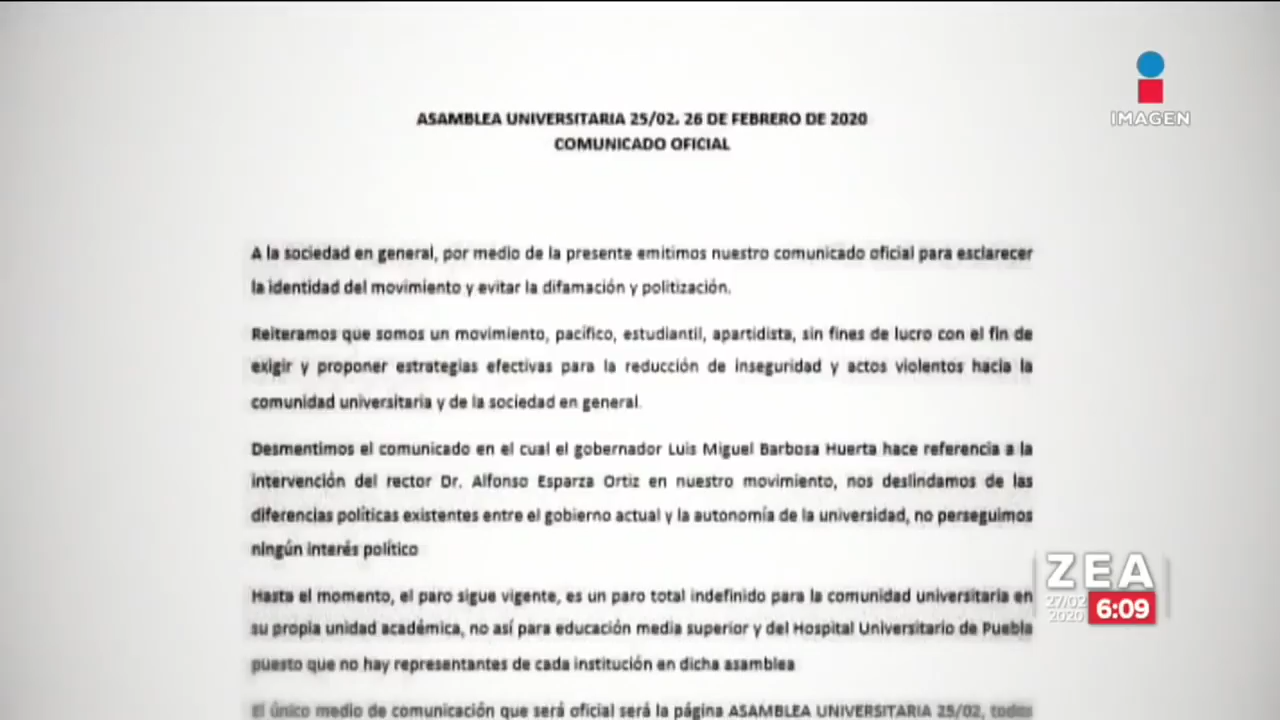 ASAMBLEA UNIVERSITARIA 25/02. 26 DE FEBRERO DE 2020
COMUNICADO OFICIAL
IMAGEN
A la sociedad en general, por medio de la presente emitimos nuestro comunicado oficial para esclarecer
la identidad del movimiento y evitar la difamación y politización.
Reiteramos que somos un movimiento, pacífico, estudiantil, apartidista, sin fines de lucro con el fin de
exigir y proponer estrategias efectivas para la reducción de inseguridad y actos violentos hacia la
comunidad universitaria y de la sociedad en general.
Desmentimos el comunicado en el cual el gobernador Luis Miguel Barbosa Huerta hace referencia a la
intervención del rector Dr. Alfonso Esparza Ortiz en nuestro movimiento, nos deslindamos de las
diferencias políticas existentes entre el gobierno actual y la autonomía de la universidad, no perseguimos
ningún interés político
Hasta el momento, el paro sigue vigente, es un paro total indefinido para la comunidad universitaria en
su propia unidad académica, no así para educación media superior y del Hospital Universitario de Puebla
puesto que no hay representantes de cada institución en dicha asamblea
El único medio de comunicación que será oficial será la página ASAMBLEA UNIVERSITARIA 25/02, todos
ZEA
27/02
2020
6:09